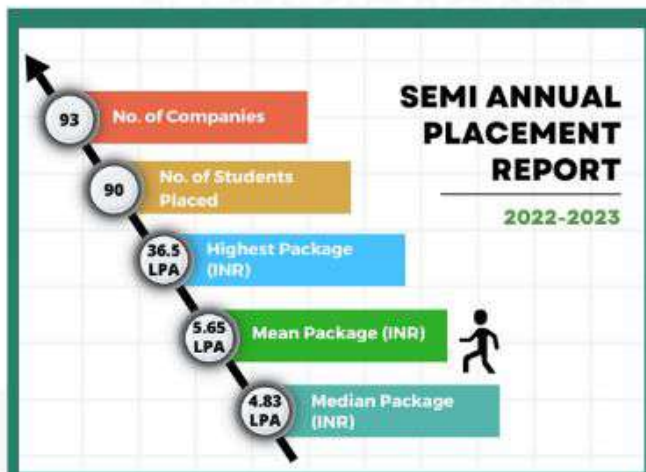 SEMI ANNUAL
PLACEMENT
REPORT
2022-2023
93
No. of Companies
90
No. of Students
Placed
36.5
LPA
Highest Package
(INR)
5.65
LPA
Mean Package (INR)
4.83
LPA
Median Package
(INR)